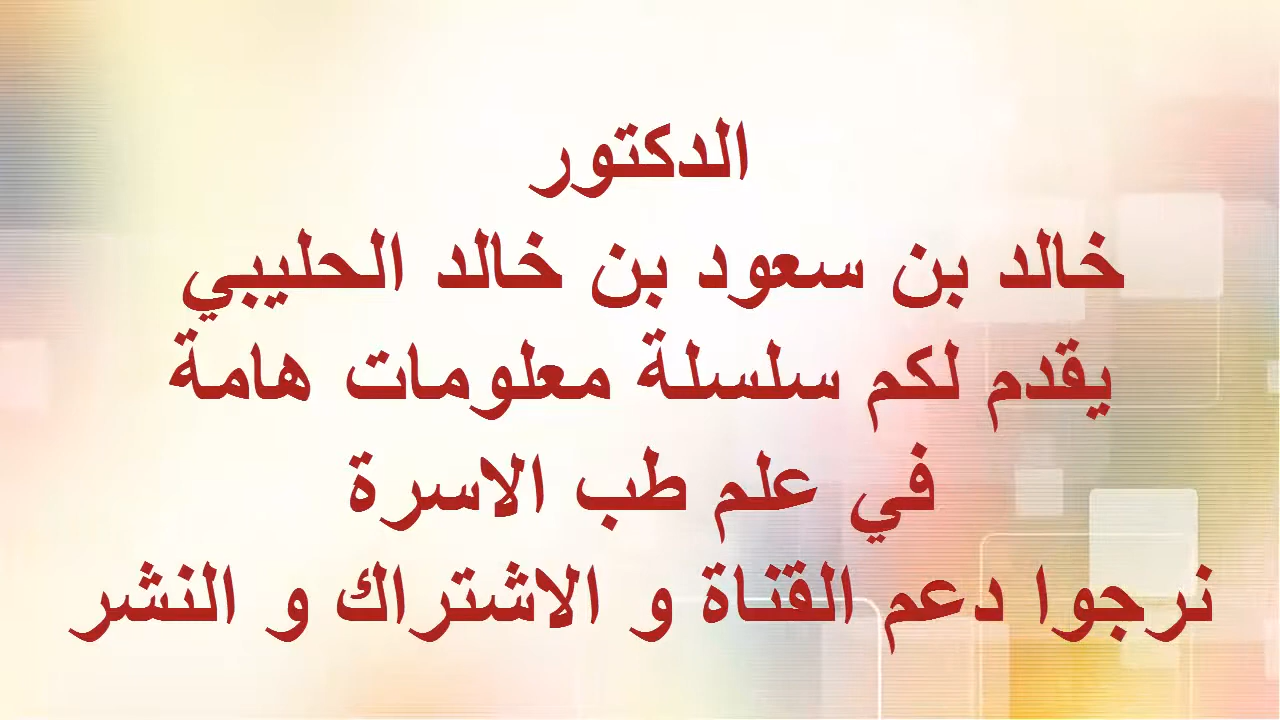 الدكتور
خالد بن سعود بن خالد الحليبي
يقدم لكم سلسلة معلومات هامة
في علم طب الاسرة
نرجوا دعم القناة و الاشتراك و النشر